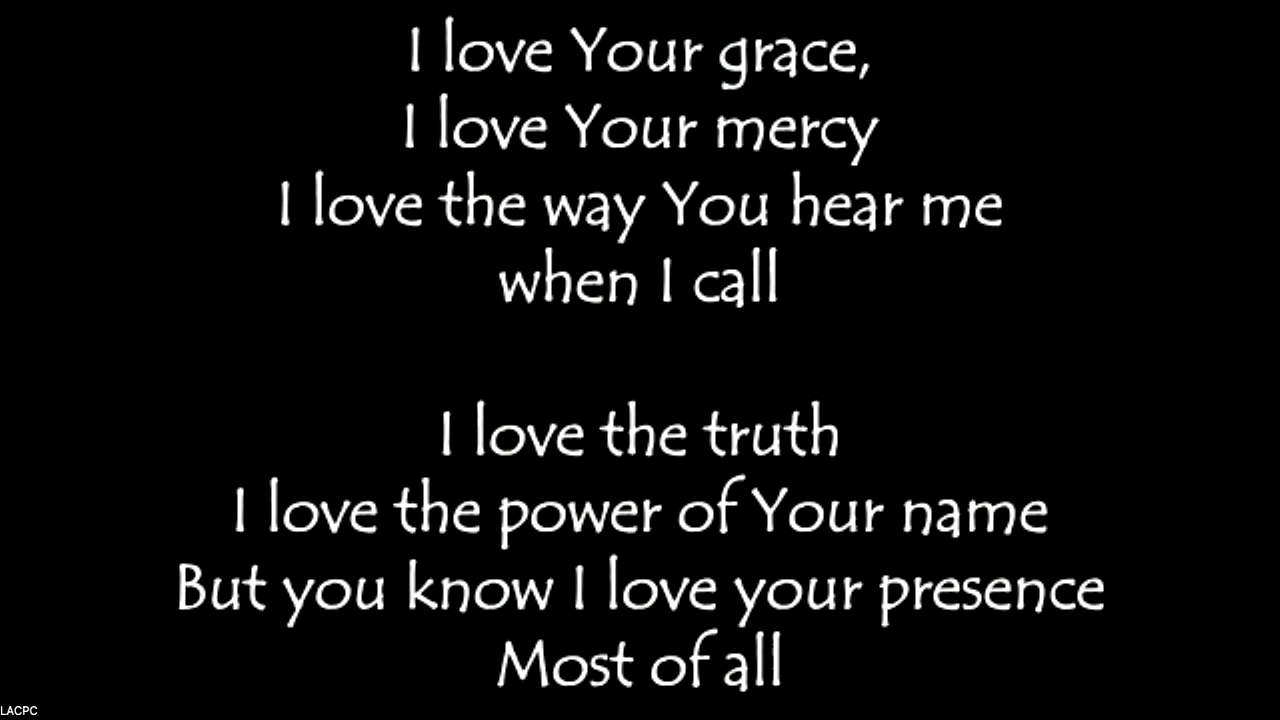 I love Your grace,
I love Your mercy
I love the way You hear me
when I call
I love the truth
I love the power of Your name
But you know I love your presence
Most of all
LACPC